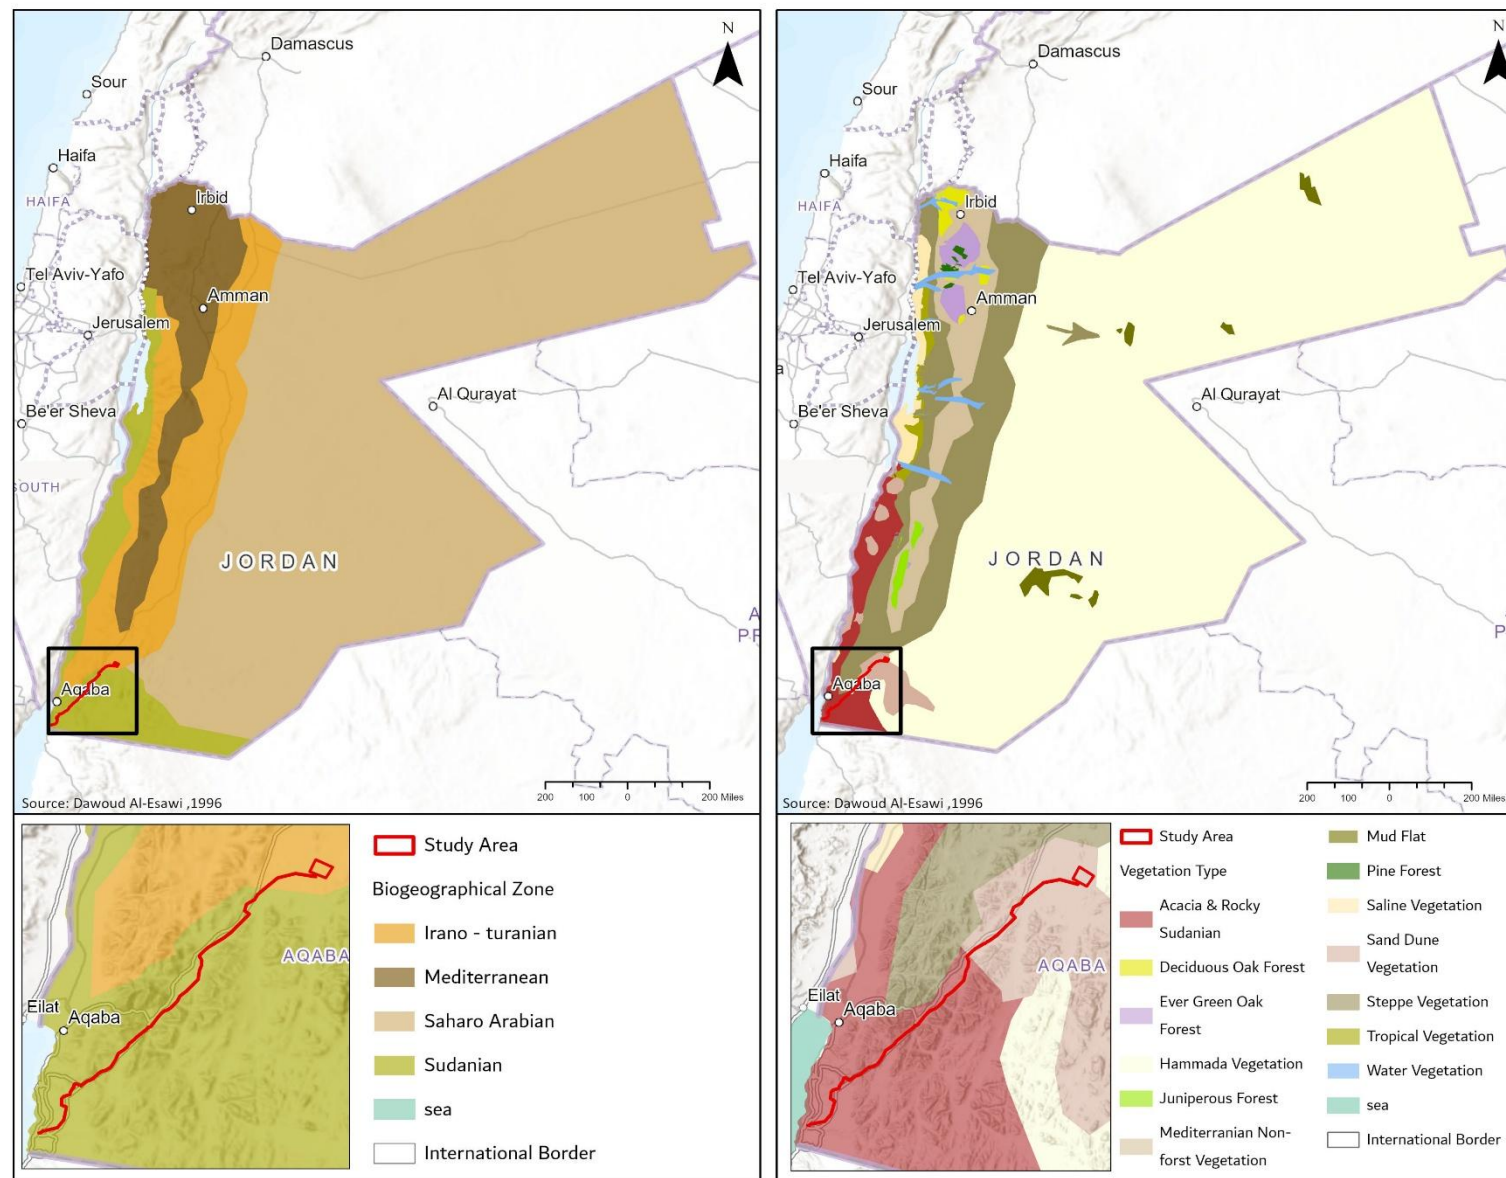 N
Damascus
Sour
Haifa
HAIFA
Irbid
Tel Aviv-Yafo
Amman
Jerusalem
Al Qurayat
Be'er Sheva
SOUTH
JORDAN
A
PF
Aqaba
200 100 0 200 Miles
Source: Dawoud Al-Esawi ,1996
AQABA
Eilat
Aqaba
Study Area
Biogeographical Zone
Irano - turanian
Mediterranean
Saharo Arabian
Sudanian
sea
International Border
N
Damascus
Sour
Haifa
HAIFA
Irbid
Tel Aviv-Yafo
Amman
Jerusalem
a
Al Qurayat
Be'er Sheva
JORDAN
A
P
Aqaba
200 100 0 200 Miles
Source: Dawoud Al-Esawi ,1996
AQABA
Eilat
Aqaba
Study Area
Vegetation Type
Acacia & Rocky
Sudanian
Deciduous Oak Forest
Ever Green Oak
Forest
Hammada Vegetation
Juniperous Forest
Mediterranian Non-
forst Vegetation
Mud Flat
Pine Forest
Saline Vegetation
Sand Dune
Vegetation
Steppe Vegetation
Tropical Vegetation
Water Vegetation
sea
International Border